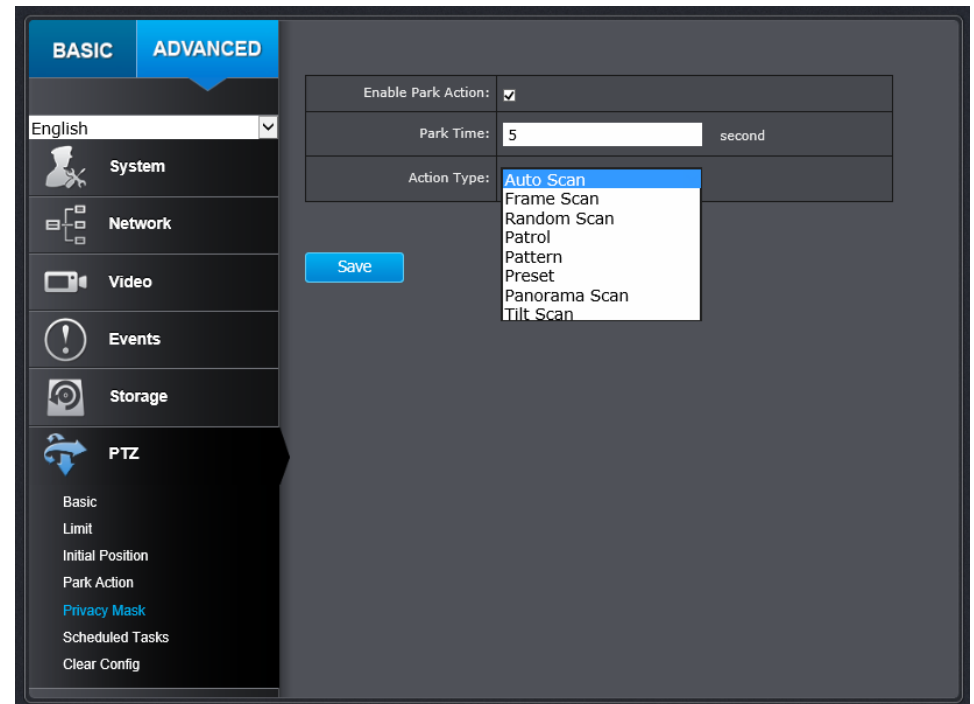 BASIC ADVANCED
English
System
Network
Video
Events
Storage
PTZ
Basic
Limit
Initial Position
Park Action
Privacy Mask
Scheduled Tasks
Clear Config
Enable Park Action:
Park Time: 5 second
Action Type: Auto Scan
Frame Scan
Random Scan
Patrol
Pattern
Preset
Panorama Scan
Tilt Scan
Save